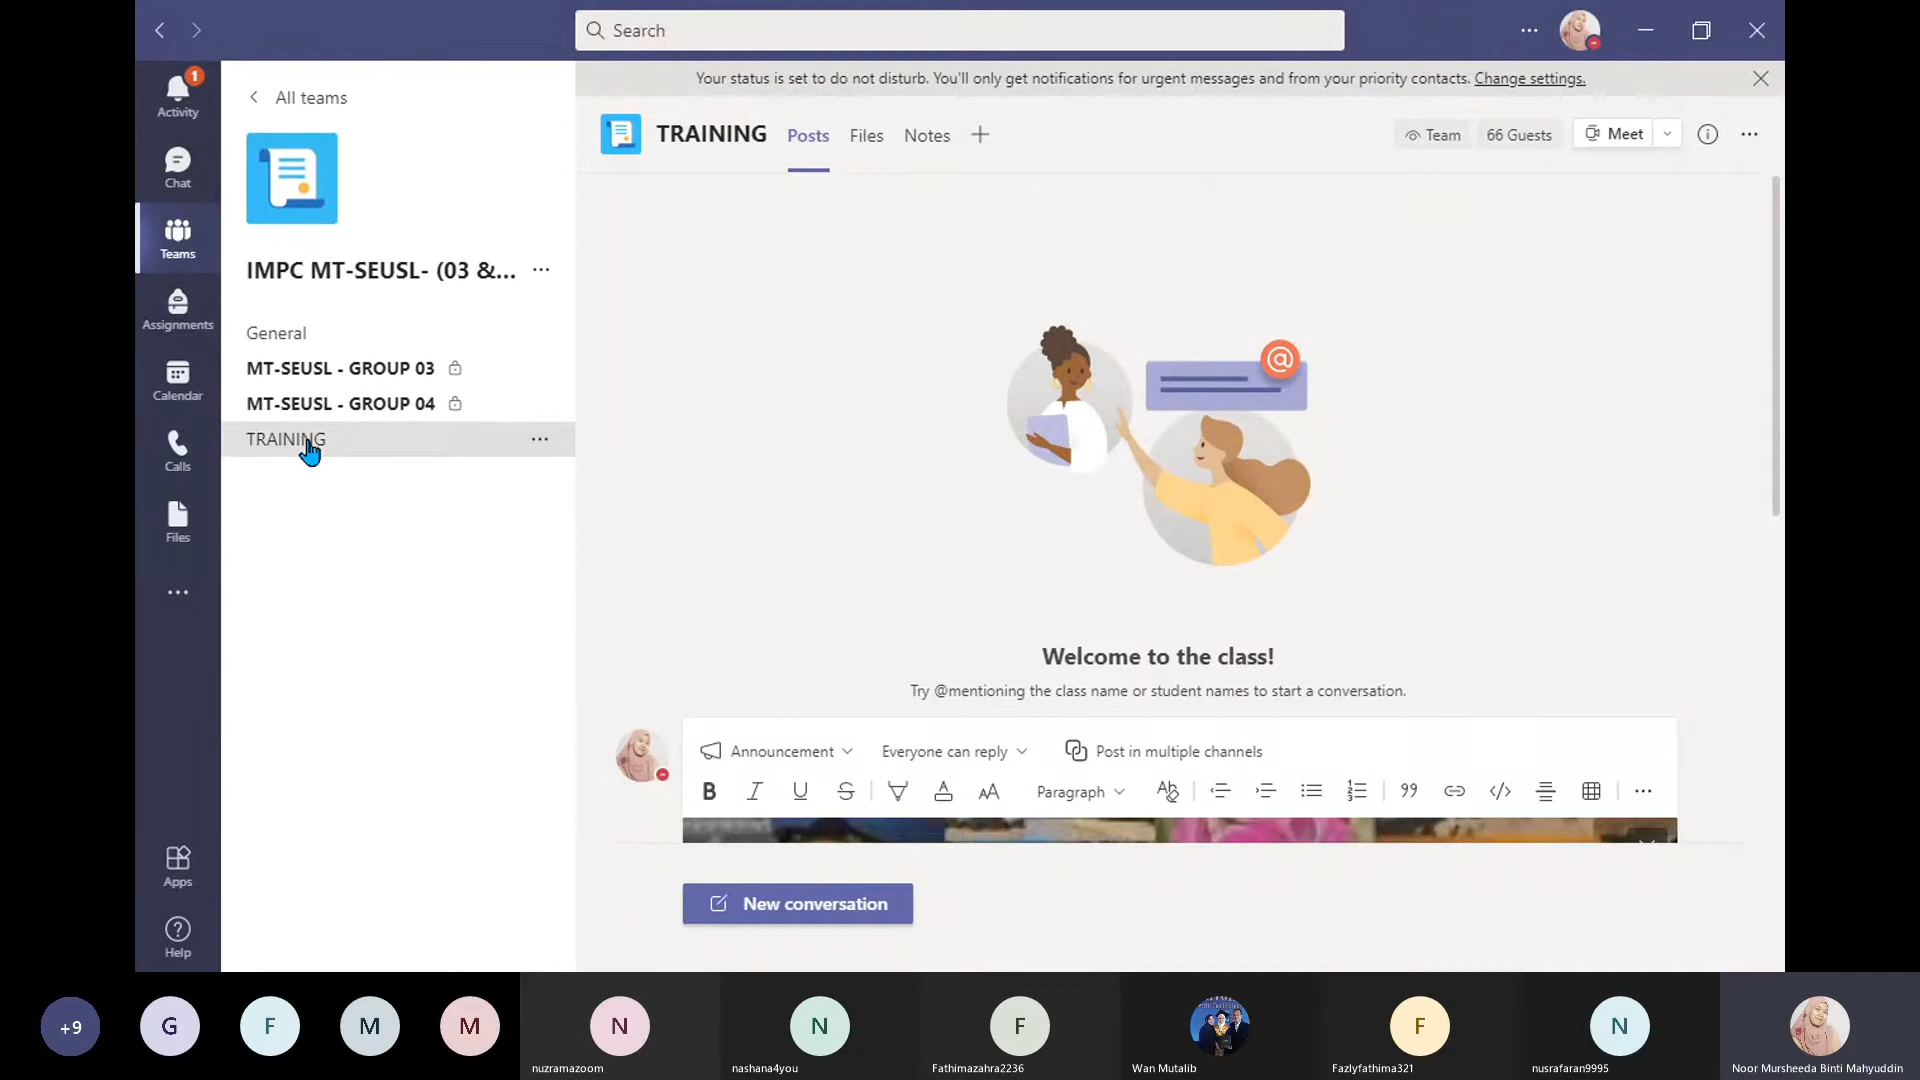 Search
Your status is set to do not disturb. You'll only get notifications for urgent messages and from your priority contacts. Change settings.
1
Activity
Chat
Teams
Assignments
Calendar
Calls
Files
Apps
Help
All teams
IMPC MT-SEUSL- (03 &...
General
MT-SEUSL - GROUP 03
MT-SEUSL - GROUP 04
TRAINING
TRAINING
Posts
Files
Notes
Team
66 Guests
Meet
@
Welcome to the class!
Try @mentioning the class name or student names to start a conversation.
Announcement
Everyone can reply
Post in multiple channels
Paragraph
New conversation
+9
G
F
M
M
N
nuzramazoom
N
nashana4you
F
Fathimazahra2236
Wan Mutalib
F
Fazlyfathima321
N
nusrafaran9995
Noor Mursheeda Binti Mahyuddin